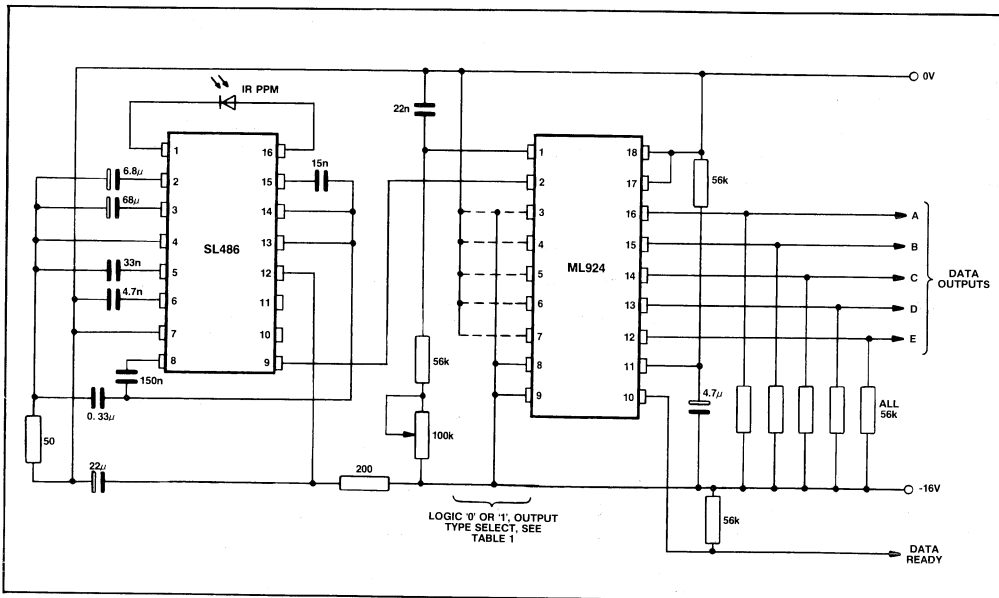 0V
IR PPM
22n
1
16
15n
1
18
6.8µ
2
15
56k
2
17
68µ
3
14
3
16
A
4
SL486
13
4
15
B
33n
5
12
5
ML924
14
C
DATA
OUTPUTS
4.7n
6
11
6
13
D
7
10
7
12
E
8
9
56k
8
11
150n
9
10
4.7µ
ALL
56k
0.33µ
50
100k
22µ
200
-16V
LOGIC '0' OR '1', OUTPUT
TYPE SELECT, SEE
TABLE 1
56k
DATA
READY